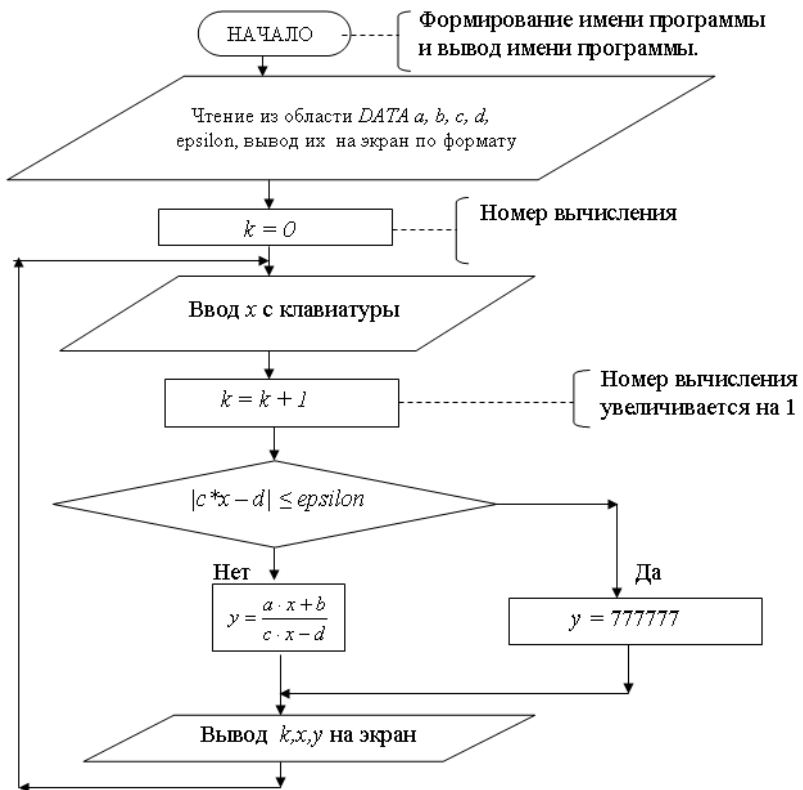 НАЧАЛО
Формирование имени программы
и вывод имени программы.
Чтение из области DATA a, b, c, d,
epsilon, вывод их на экран по формату
k = 0
Номер вычисления
Ввод x с клавиатуры
k = k + 1
Номер вычисления
увеличивается на 1
|c*x – d| ≤ epsilon
Нет
Да
y = (a · x + b) / (c · x – d)
y = 777777
Вывод k,x,y на экран